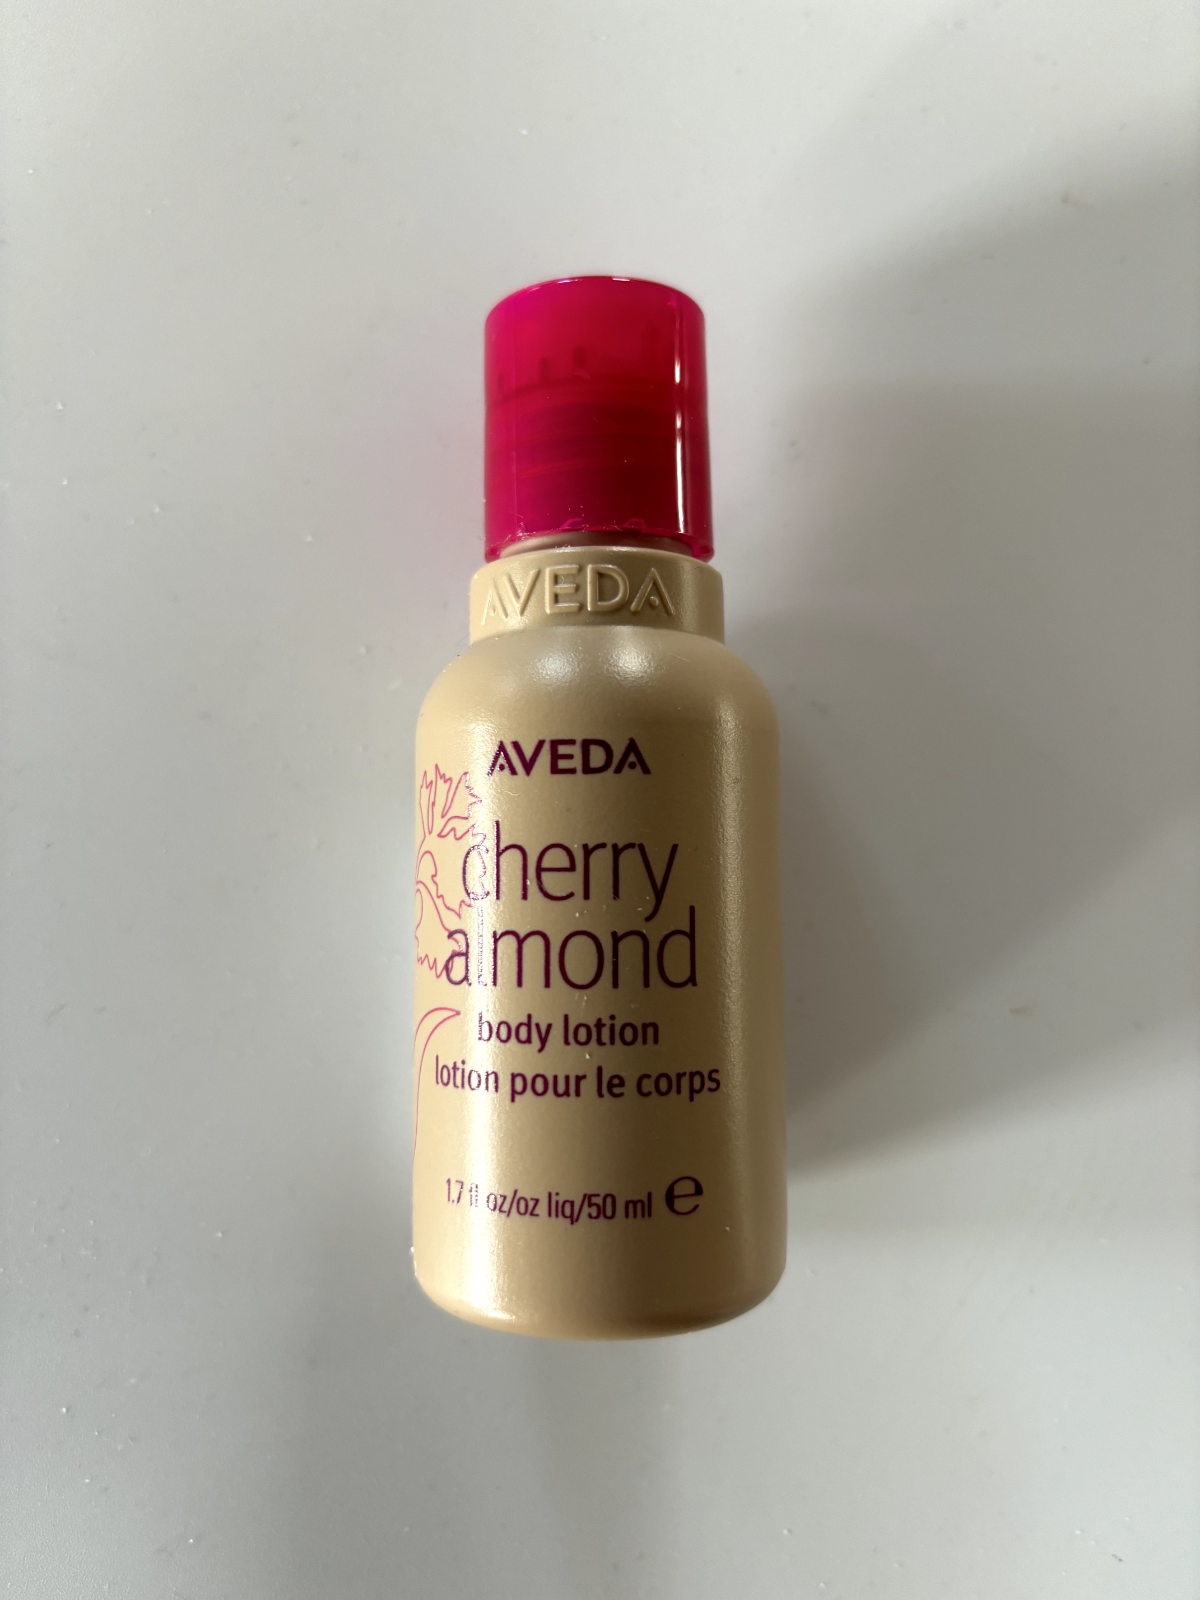 AVEDA
AVEDA
cherry
almond
body lotion
lotion pour le corps
1.7 fl oz/oz liq/50 ml ℮